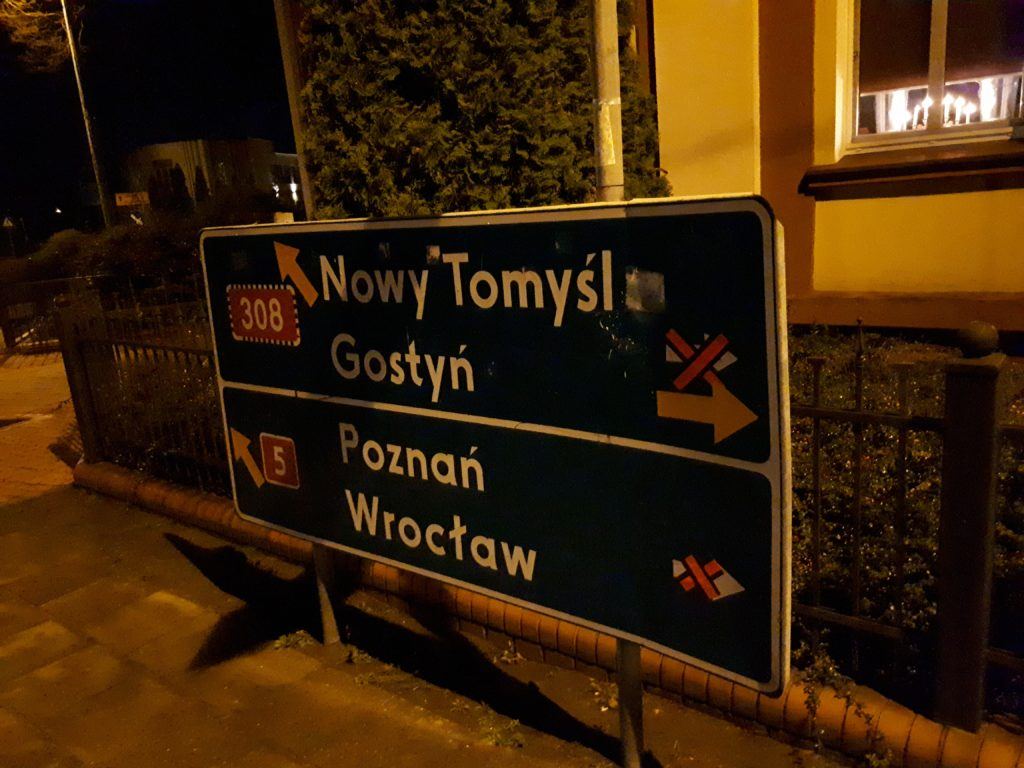 308
Nowy Tomyśl
Gostyń
5
Poznań
Wrocław